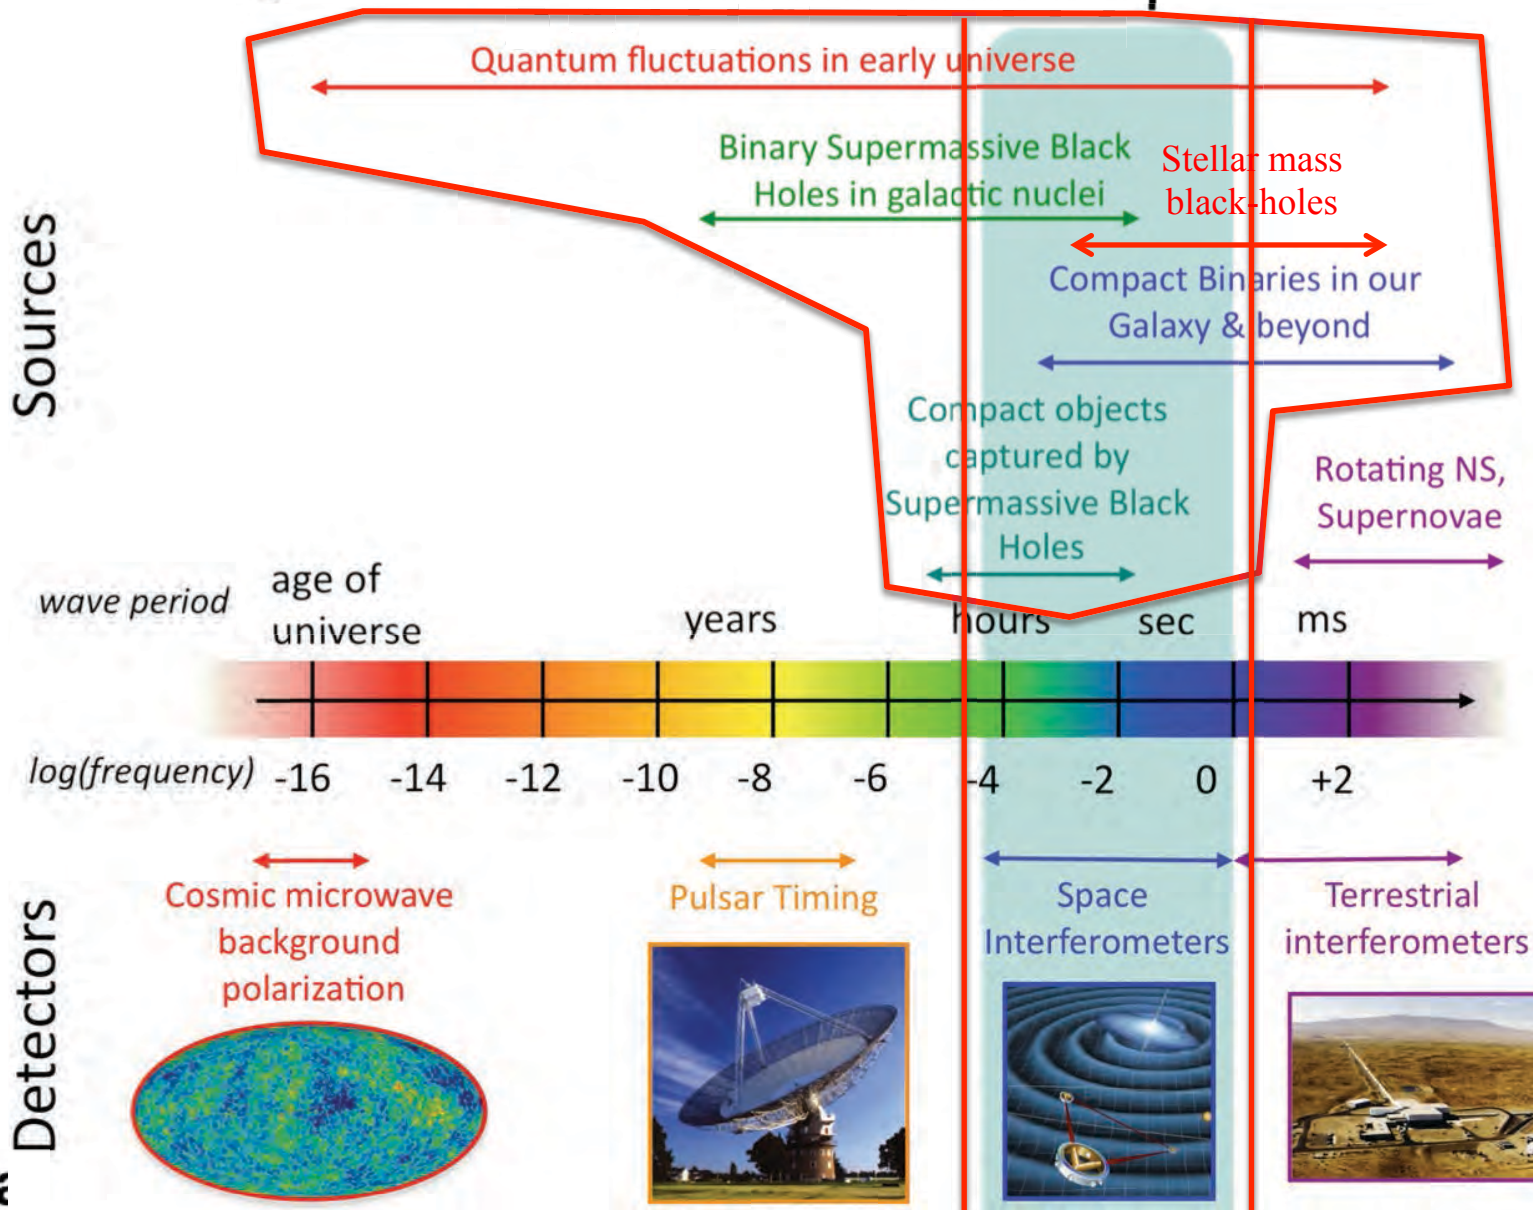 Quantum fluctuations in early universe
Binary Supermassive Black
Holes in galactic nuclei
Stellar mass
black-holes
Compact Binaries in our
Galaxy & beyond
Compact objects
captured by
Supermassive Black
Holes
Rotating NS,
Supernovae
Sources
wave period
age of
universe
years
hours
sec
ms
log(frequency)
-16
-14
-12
-10
-8
-6
-4
-2
0
+2
Detectors
Cosmic microwave
background
polarization
Pulsar Timing
Space
Interferometers
Terrestrial
interferometers